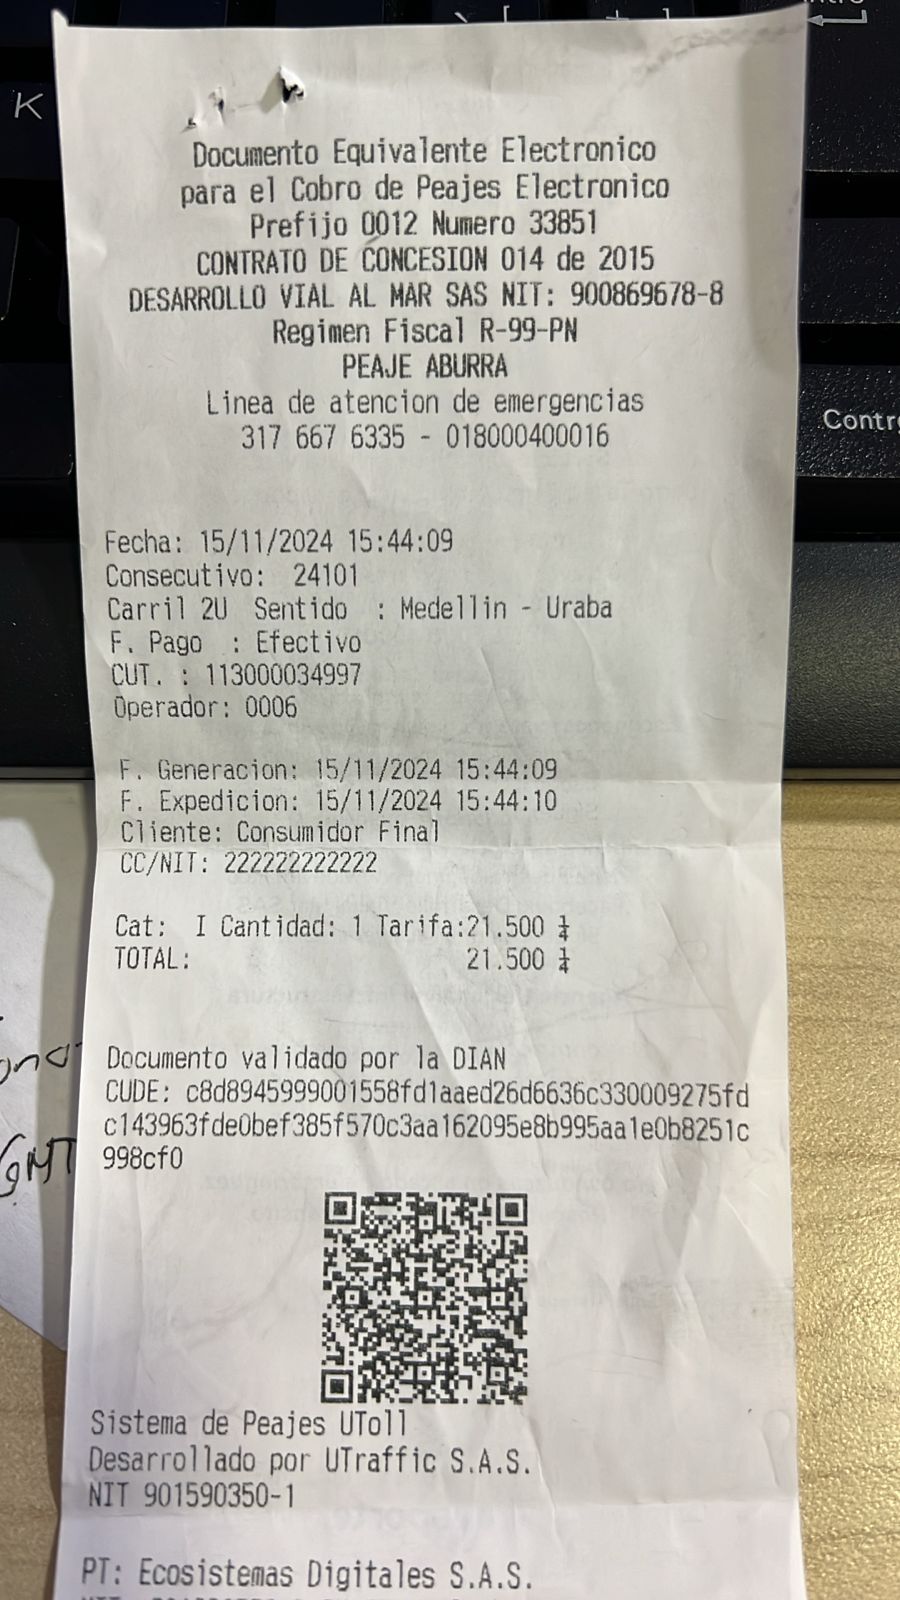 Documento Equivalente Electronico
para el Cobro de Peajes Electronico
Prefijo 0012 Numero 33851
CONTRATO DE CONCESION 014 de 2015
DESARROLLO VIAL AL MAR SAS NIT: 900869678-8
Regimen Fiscal R-99-PN
PEAJE ABURRA
Linea de atencion de emergencias
317 667 6335 - 018000400016
Fecha: 15/11/2024 15:44:09
Consecutivo: 24101
Carril 2U Sentido : Medellin - Uraba
F. Pago : Efectivo
CUT. : 113000034997
Operador: 0006
F. Generacion: 15/11/2024 15:44:09
F. Expedicion: 15/11/2024 15:44:10
Cliente: Consumidor Final
CC/NIT: 222222222222
Cat: I Cantidad: 1 Tarifa:21.500 ¼
TOTAL: 21.500 ¼
Documento validado por la DIAN
CUDE: c8d8945999001558fd1aaed26d6636c330009275fd
c143963fde0bef385f570c3aa162095e8b995aa1e0b8251c
998cf0
Sistema de Peajes UToll
Desarrollado por UTraffic S.A.S.
NIT 901590350-1
PT: Ecosistemas Digitales S.A.S.
K